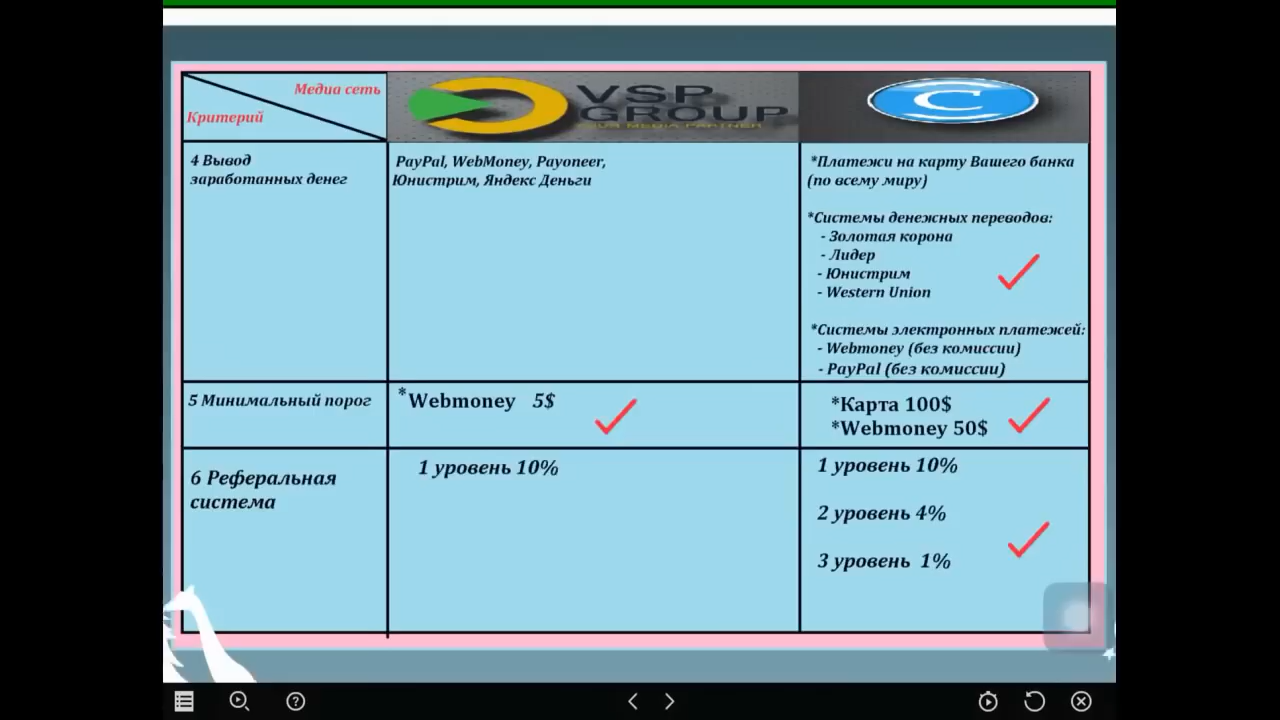 Медиа сеть
Критерий
VSP
GROUP
YOUR MEDIA PARTNER
C
4 Вывод
заработанных денег
PayPal, WebMoney, Payoneer,
Юнистрим, Яндекс Деньги
*Платежи на карту Вашего банка
(по всему миру)
*Системы денежных переводов:
- Золотая корона
- Лидер
- Юнистрим
- Western Union
*Системы электронных платежей:
- Webmoney (без комиссии)
- PayPal (без комиссии)
5 Минимальный порог
*Webmoney 5$
*Карта 100$
*Webmoney 50$
6 Реферальная
система
1 уровень 10%
1 уровень 10%
2 уровень 4%
3 уровень 1%